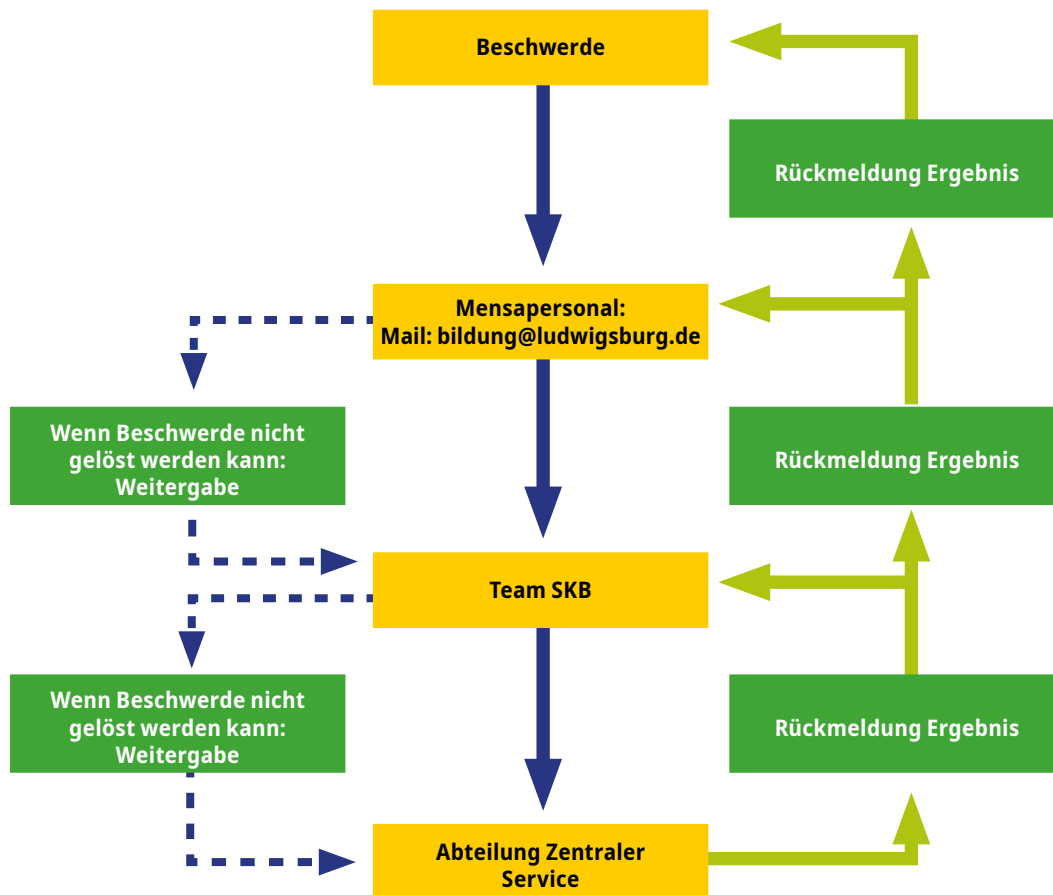 Beschwerde
Rückmeldung Ergebnis
Mensapersonal:
Mail: bildung@ludwigsburg.de
Wenn Beschwerde nicht
gelöst werden kann:
Weitergabe
Rückmeldung Ergebnis
Team SKB
Wenn Beschwerde nicht
gelöst werden kann:
Weitergabe
Rückmeldung Ergebnis
Abteilung Zentraler
Service